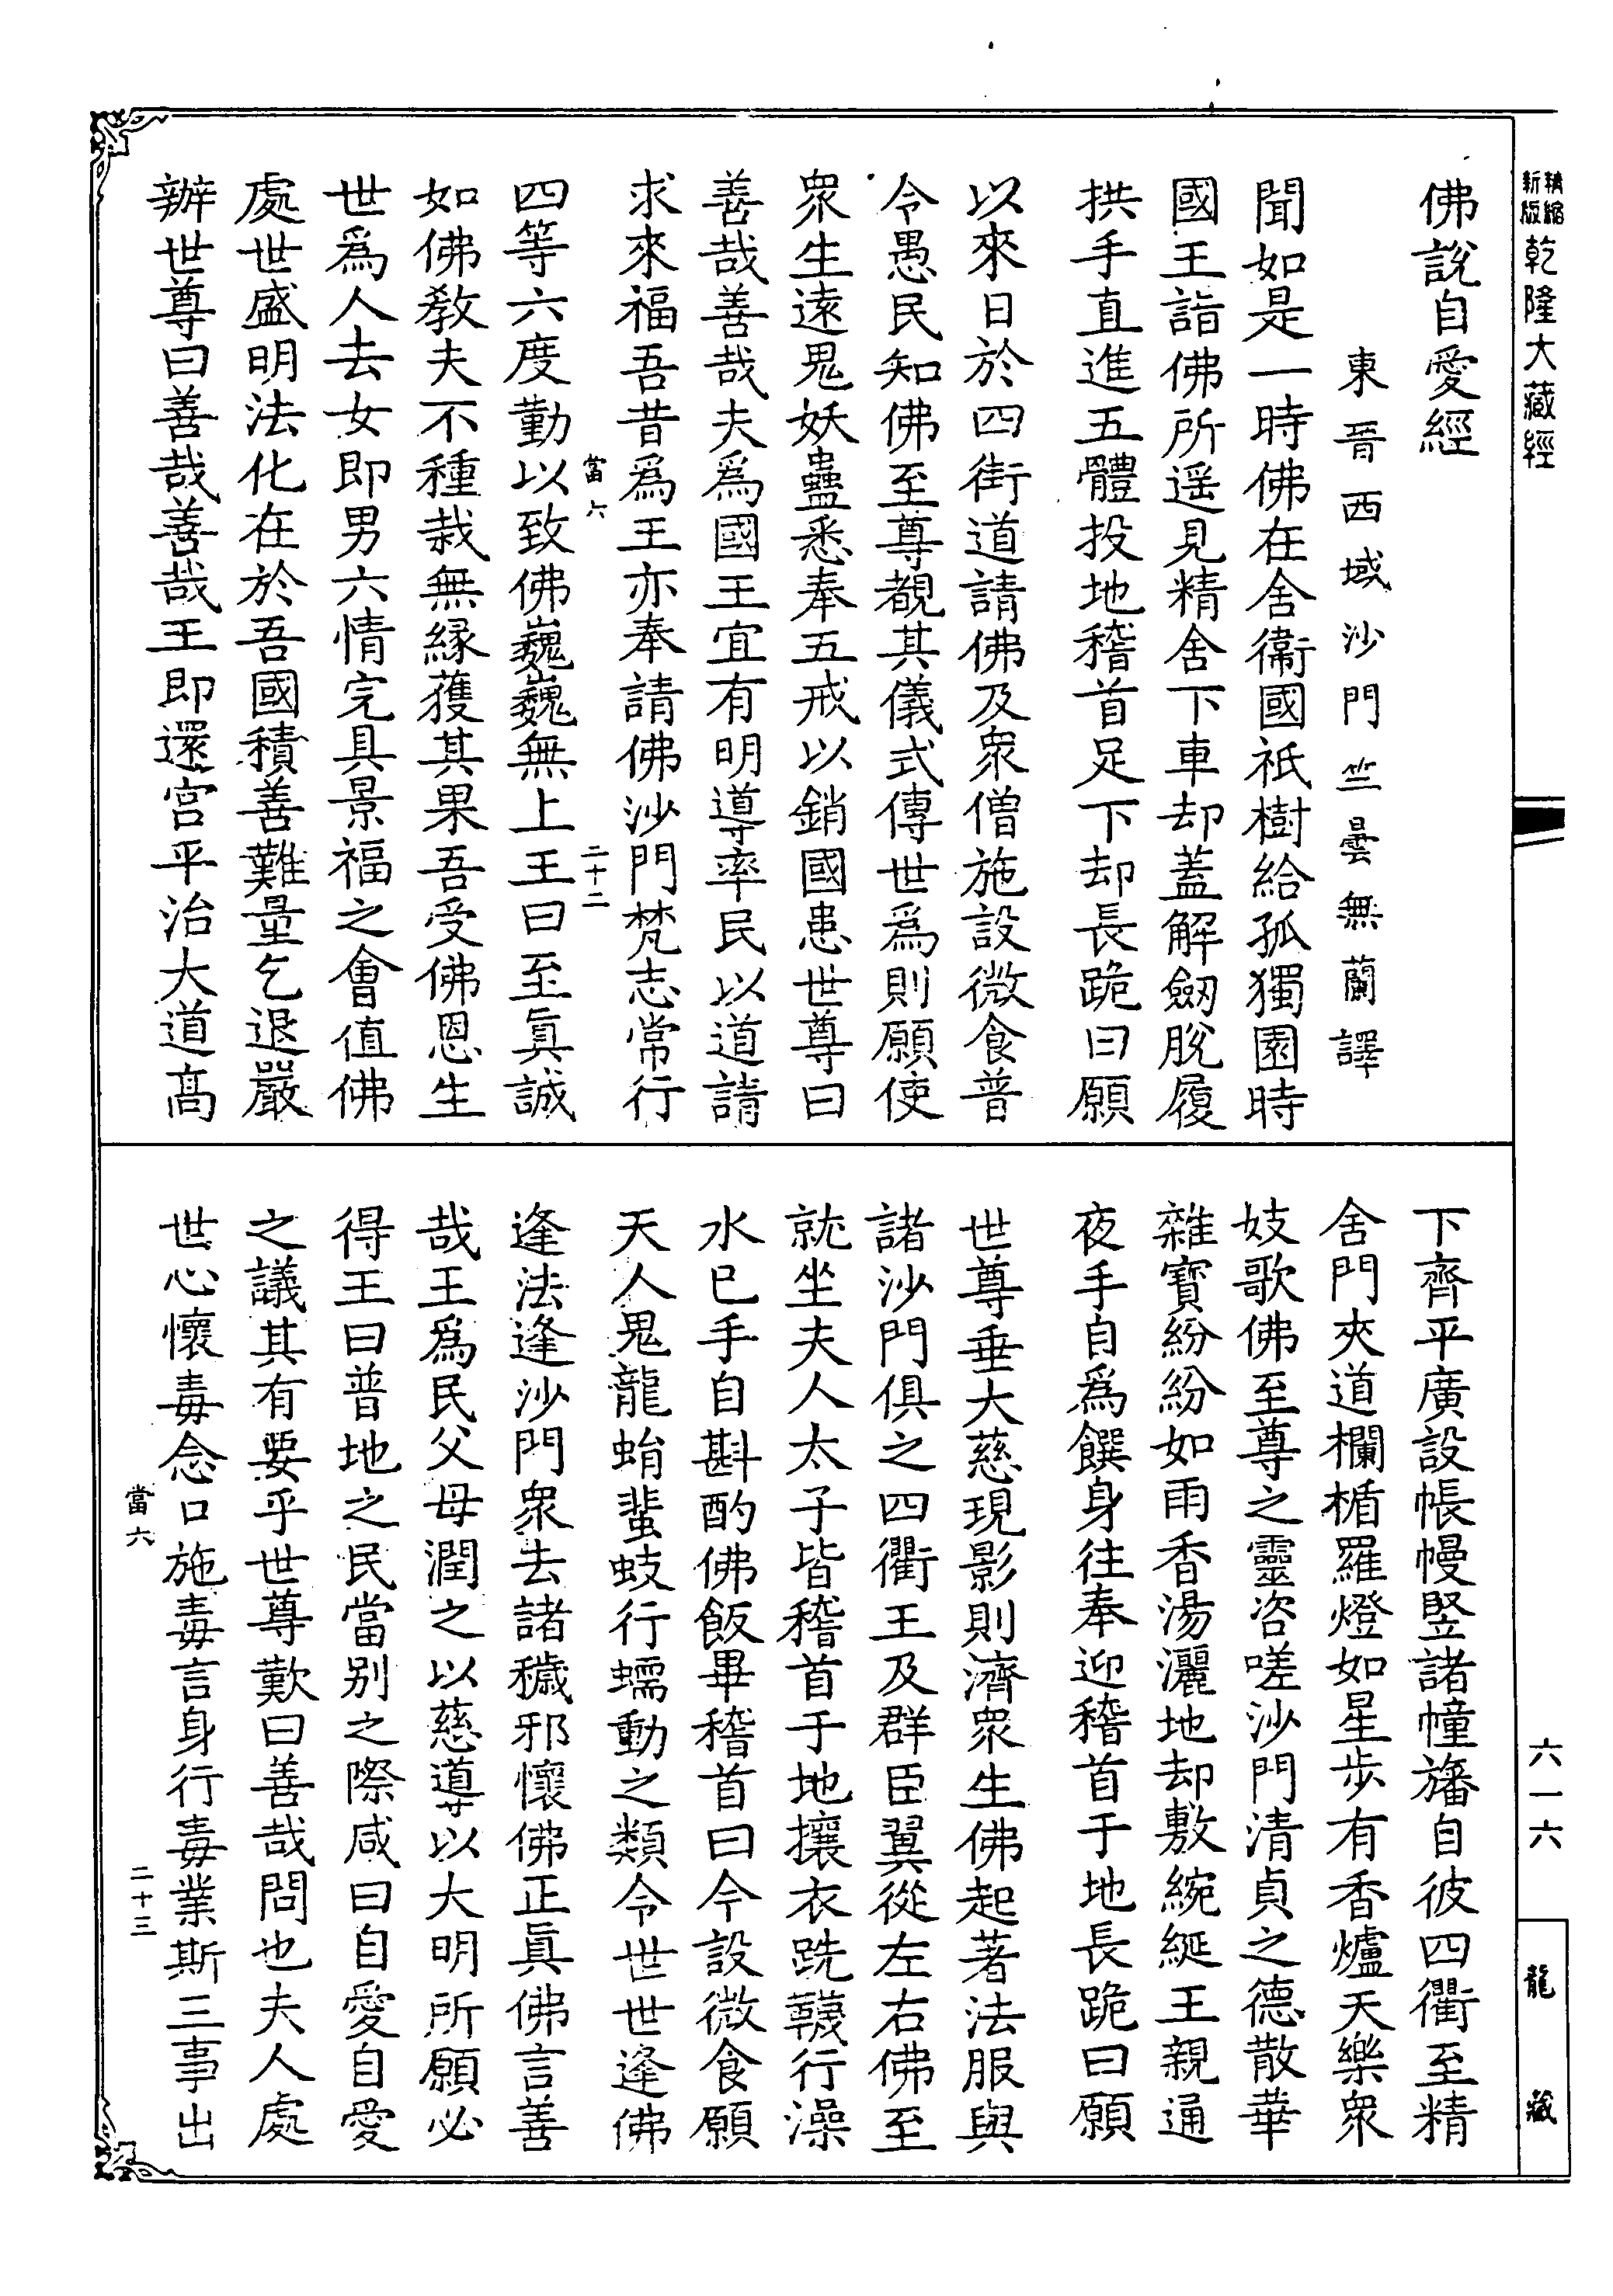 精縮新版乾隆大藏經
佛說自愛經
東晉西域沙門竺曇無蘭譯
聞如是一時佛在舍衞國祇樹給孤獨園時
國王詣佛所遥見精舍下車却蓋解劒脫履
拱手直進五體投地稽首足下却長跪曰願
以來日於四街道請佛及衆僧施設微食普
令愚民知佛至尊覩其儀式傳世爲則願使
衆生遠鬼妖蠱悉奉五戒以銷國患世尊曰
善哉善哉夫爲國王宜有明導率民以道請
求來福吾昔爲王亦奉請佛沙門梵志常行
當六
二十二
四等六度勤以致佛巍巍無上王曰至眞誠
如佛敎夫不種栽無緣獲其果吾受佛恩生
世爲人去女即男六情完具景福之會值佛
處世盛明法化在於吾國積善難量乞退嚴
辦世尊曰善哉善哉王即還宮平治大道高
下齊平廣設帳幔竪諸幢旛自彼四衢至精
舍門夾道欄楯羅燈如星步有香爐天樂衆
妓歌佛至尊之靈咨嗟沙門清貞之德散華
雜寶紛紛如雨香湯灑地却敷綩綖王親通
夜手自爲饌身往奉迎稽首于地長跪曰願
世尊垂大慈現影則濟衆生佛起著法服與
諸沙門俱之四衢王及群臣翼從左右佛至
就坐夫人太子皆稽首于地攘衣跣韈行澡
水已手自斟酌佛飯畢稽首曰今設微食願
天人鬼龍蛸蜚蚑行蠕動之類令世世逢佛
逢法逢沙門衆去諸穢邪懷佛正眞佛言善
哉王爲民父母潤之以慈導以大明所願必
得王曰普地之民當别之際咸曰自愛自愛
之議其有要乎世尊歎曰善哉問也夫人處
世心懷毒念口施毒言身行毒業斯三事出
當六
二十三
六一六
龍藏